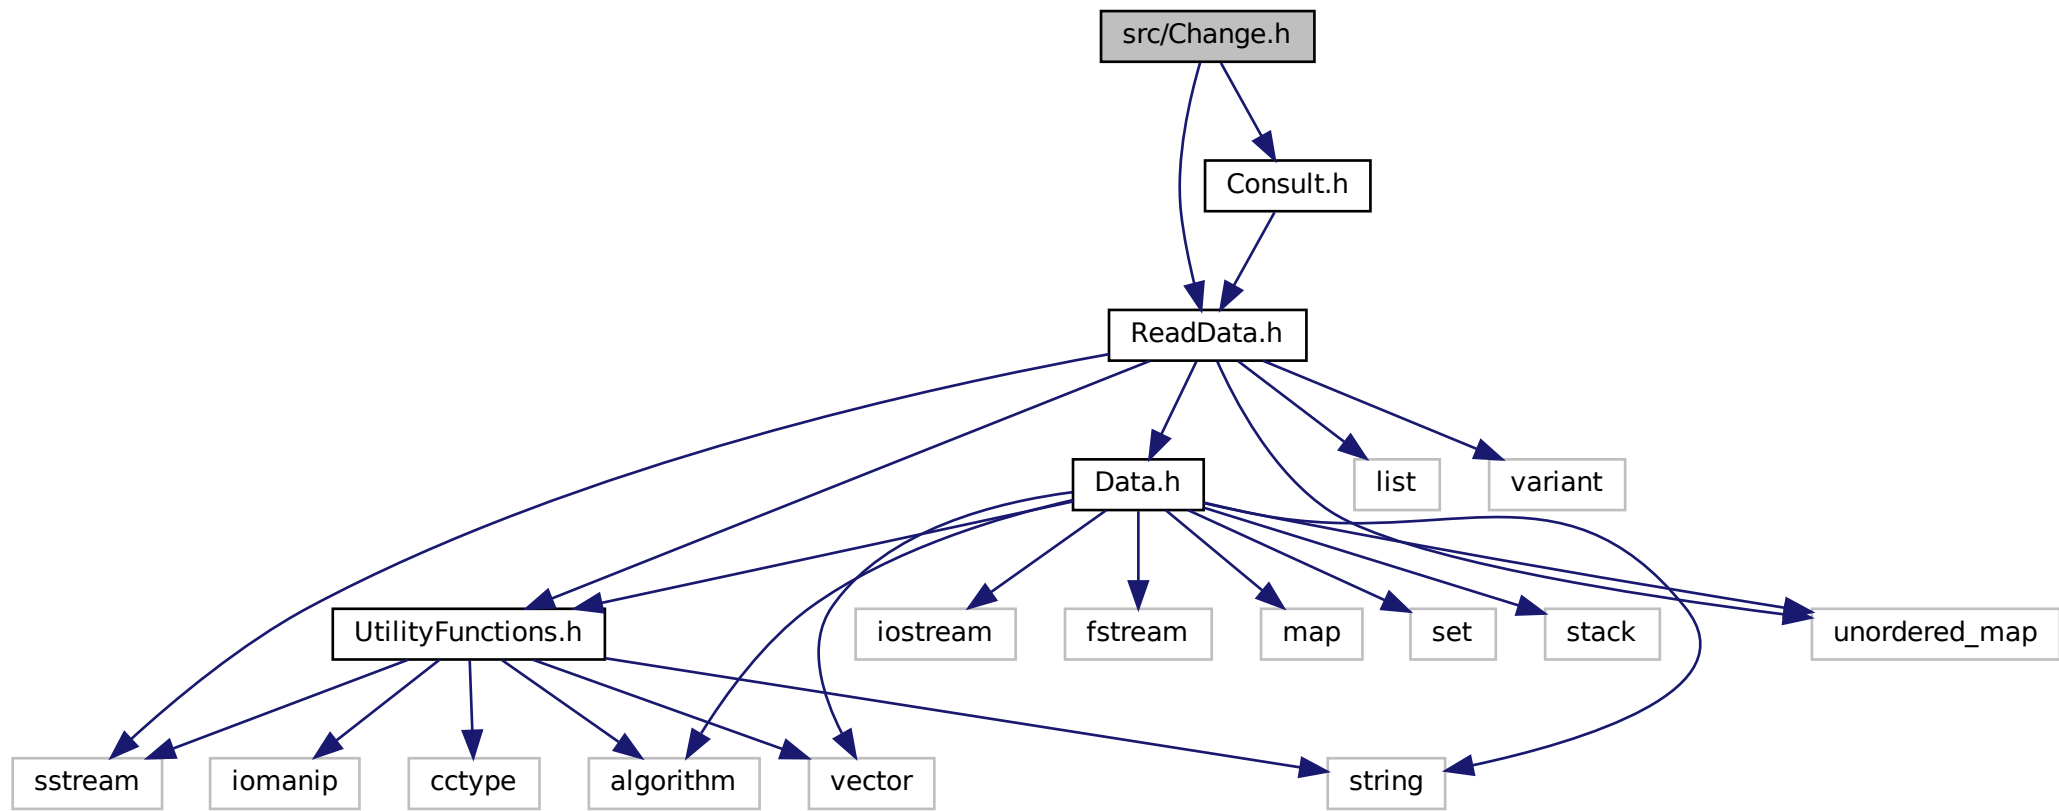 src/Change.h
Consult.h
ReadData.h
Data.h
list
variant
UtilityFunctions.h
iostream
fstream
map
set
stack
unordered_map
sstream
iomanip
cctype
algorithm
vector
string